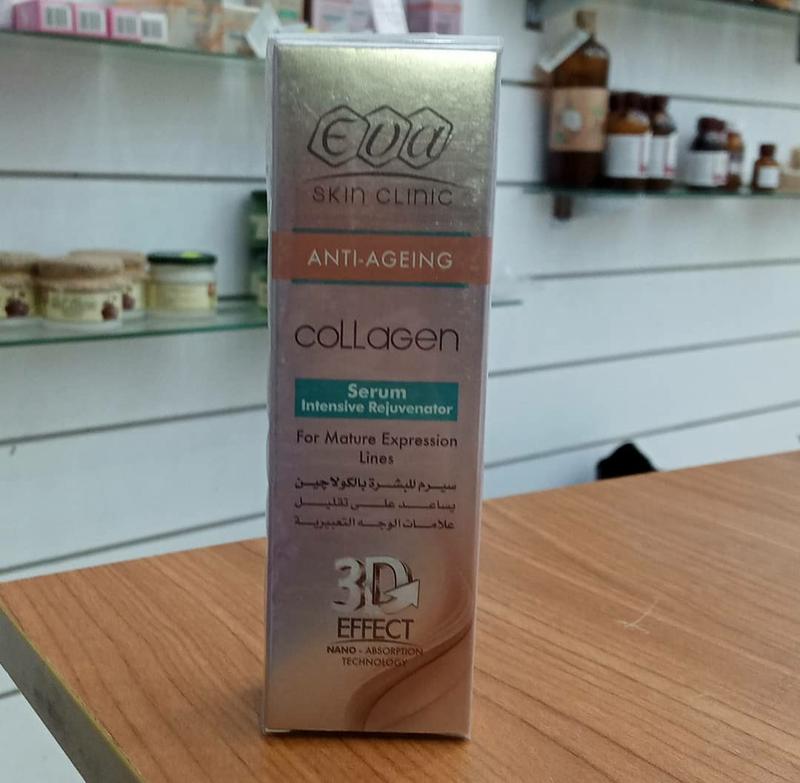 Eva
SKIN CLINIC
ANTI-AGEING
coLLagen
Serum
Intensive Rejuvenator
For Mature Expression
Lines
سيرم للبشرة بالكولاجين
يساعد على تقليل
علامات الوجه التعبيرية
3D
EFFECT
NANO - ABSORPTION
TECHNOLOGY